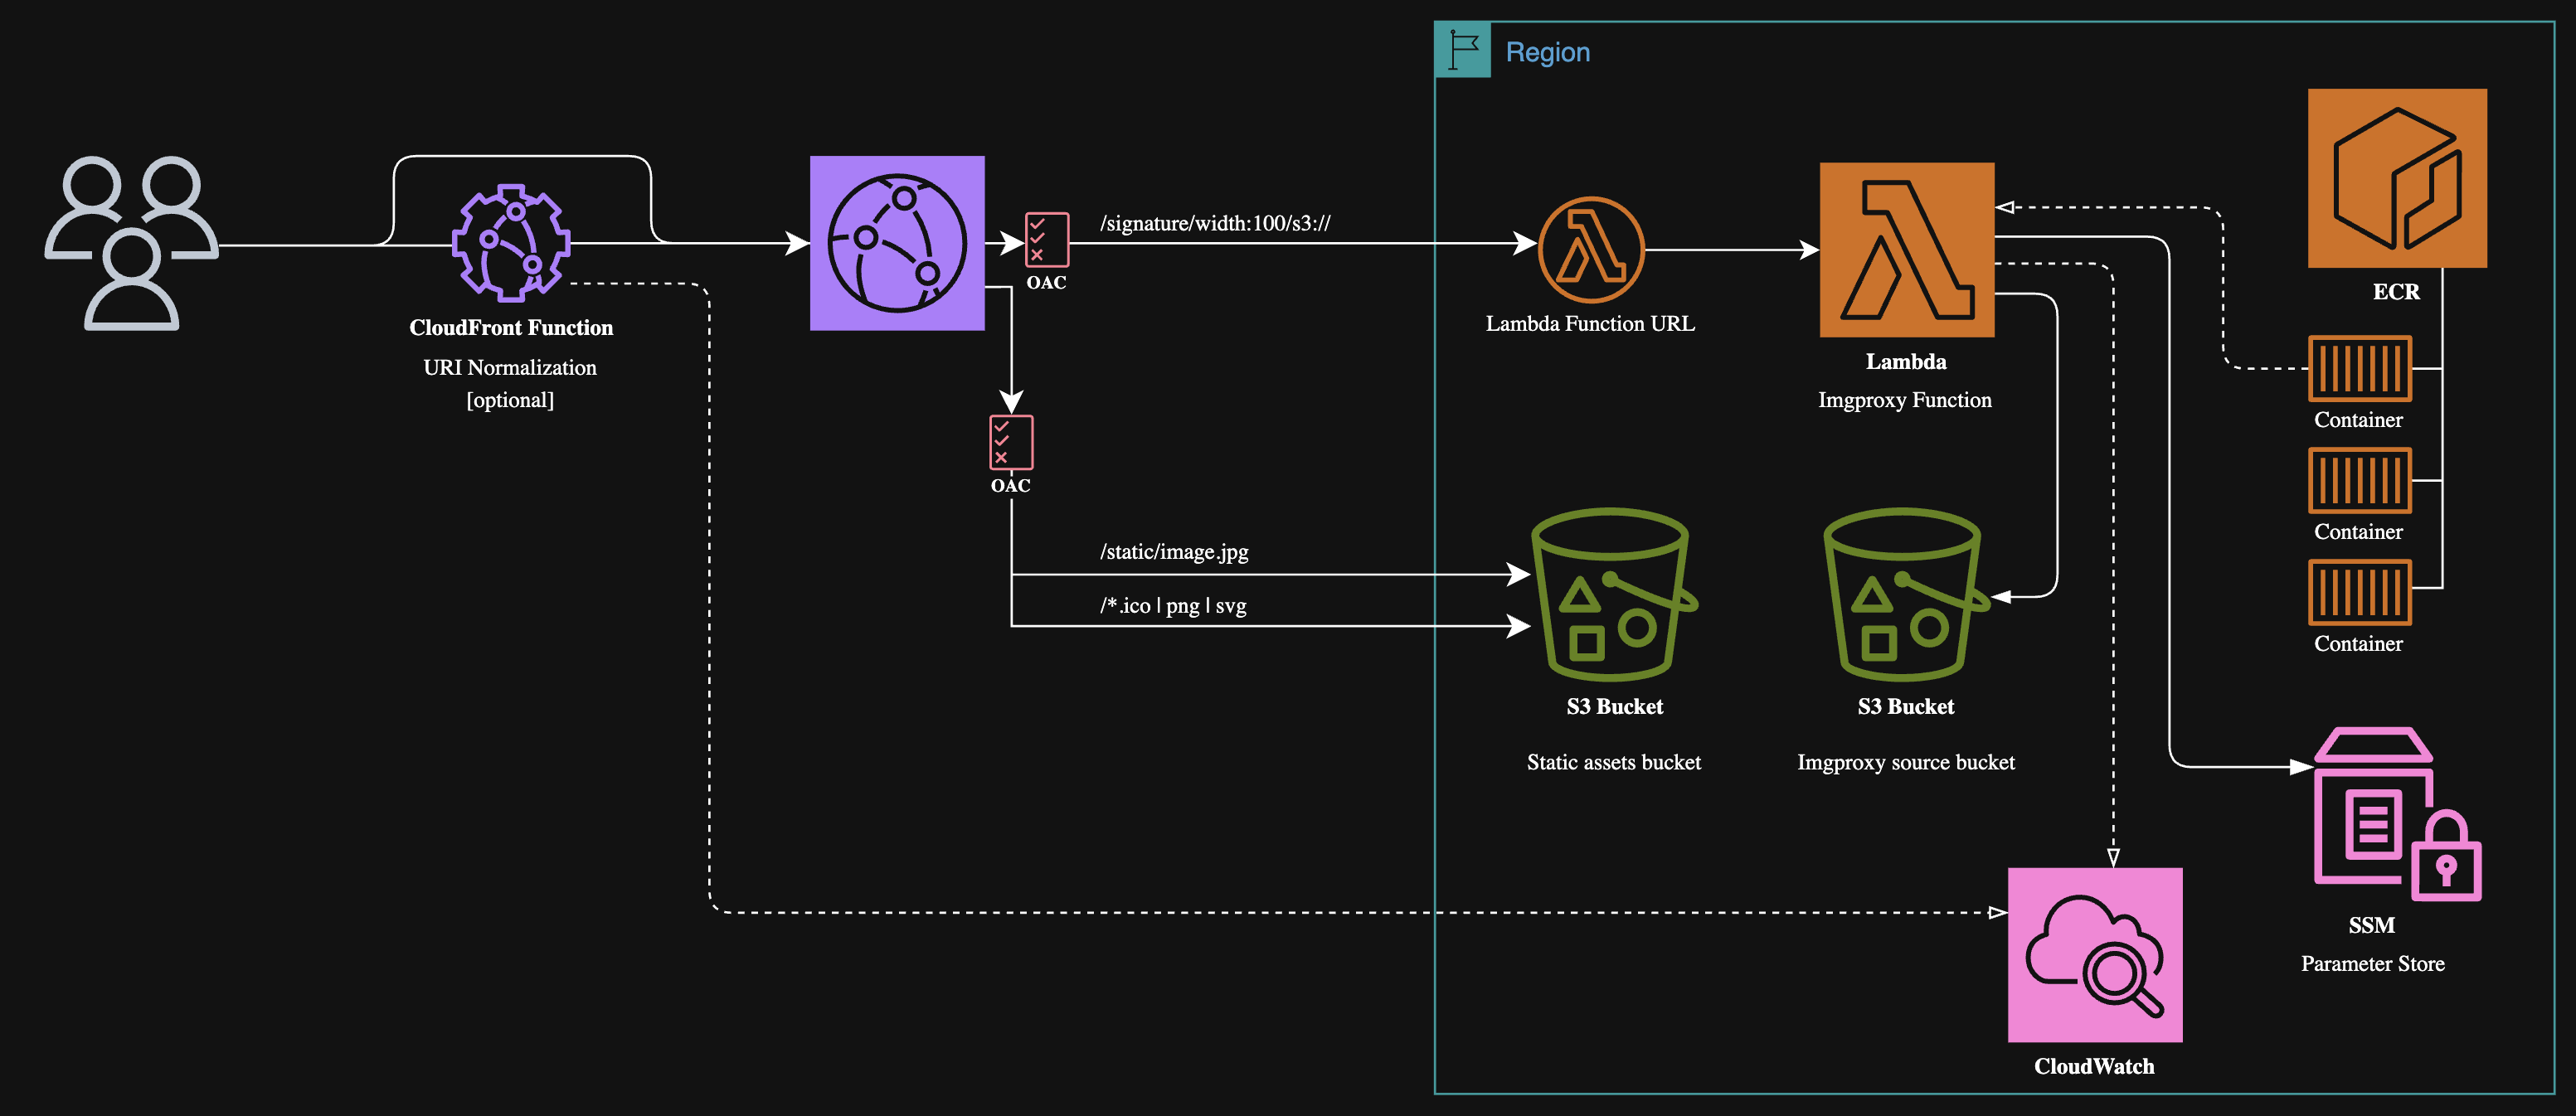 Region
/signature/width:100/s3://
OAC
ECR
Lambda Function URL
CloudFront Function
URI Normalization
[optional]
Lambda
Imgproxy Function
Container
OAC
Container
/static/image.jpg
/*.ico | png | svg
Container
S3 Bucket
S3 Bucket
Static assets bucket
Imgproxy source bucket
SSM
Parameter Store
CloudWatch